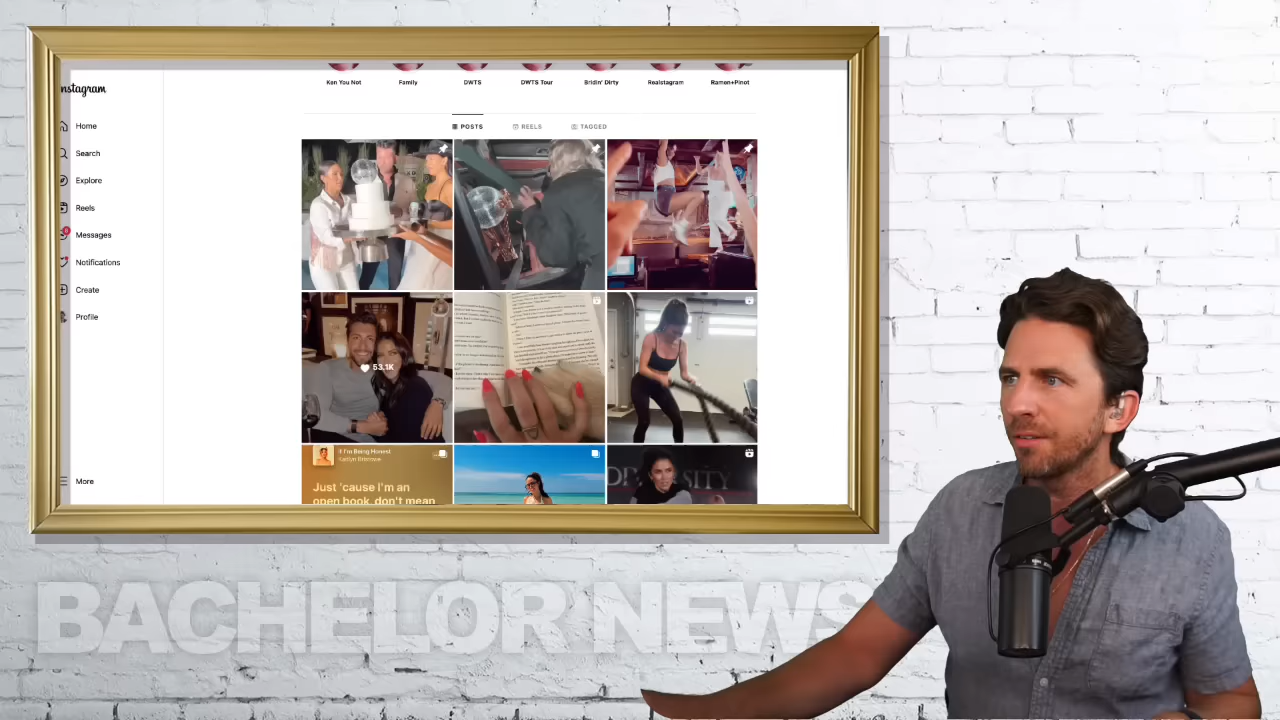 nstagram
Home
Search
Explore
Reels
Messages
Notifications
Create
Profile
More
Ken You Not
Family
DWTS
DWTS Tour
Bridin' Dirty
Realstagram
Ramen+Pinot
POSTS
REELS
TAGGED
53.1K
If I'm Being Honest
Kaitlyn Bristowe
Just 'cause I'm an
open book, don't mean
BACHELOR NEWS